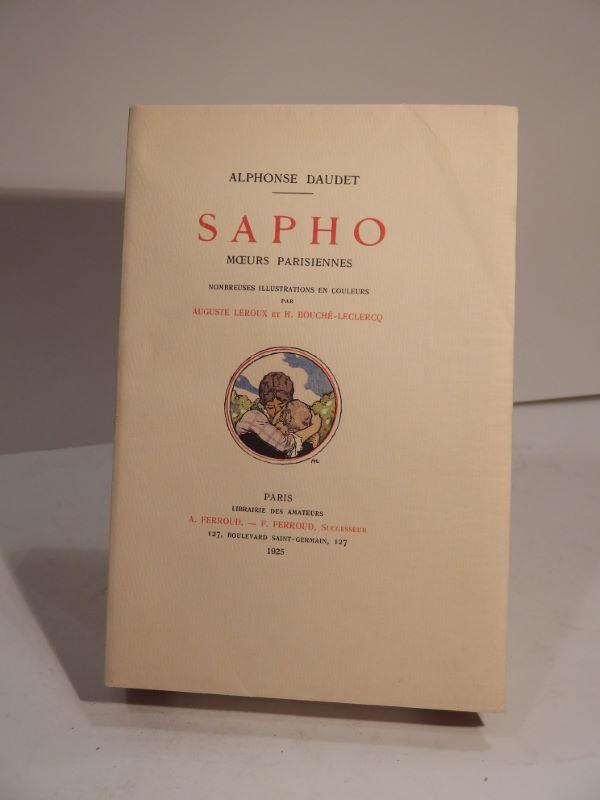 ALPHONSE DAUDET
SAPHO
MŒURS PARISIENNES
NOMBREUSES ILLUSTRATIONS EN COULEURS
PAR
AUGUSTE LEROUX ET H. BOUCHÉ-LECLERCQ
AL
PARIS
LIBRAIRIE DES AMATEURS
A. FERROUD. — F. FERROUD, SUCCESSEUR
127, BOULEVARD SAINT-GERMAIN, 127
1925